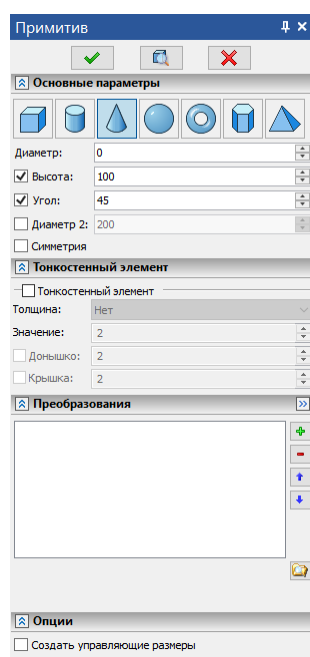 Примитив
Основные параметры
Диаметр: 0
Высота: 100
Угол: 45
Диаметр 2: 200
Симметрия
Тонкостенный элемент
Тонкостенный элемент
Толщина: Нет
Значение: 2
Донышко: 2
Крышка: 2
Преобразования
Опции
Создать управляющие размеры